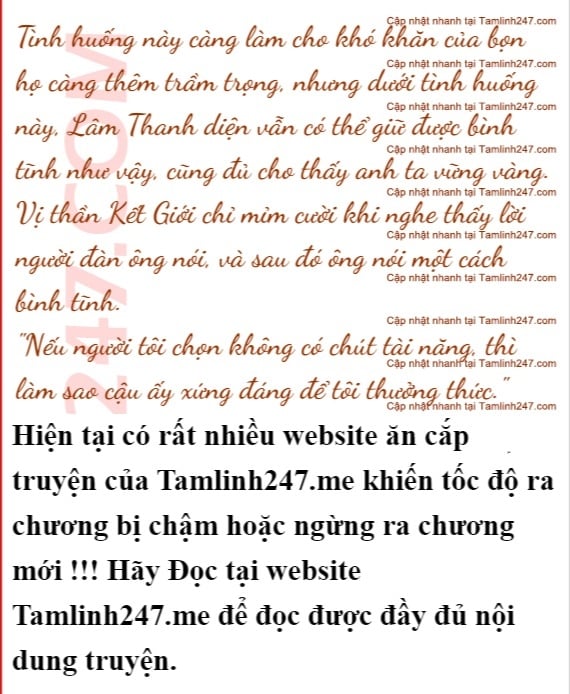 Cập nhật nhanh tại Tamlinh247.com
Tình huống này càng làm cho khó khăn của bọn
Cập nhật nhanh tại Tamlinh247.com
họ càng thêm trầm trọng, nhưng dưới tình huống
Cập nhật nhanh tại Tamlinh247.com
này, Lâm Thanh diện vẫn có thể giữ được bình
Cập nhật nhanh tại Tamlinh247.com
tĩnh như vậy, cũng đủ cho thấy anh ta vững vàng.
Cập nhật nhanh tại Tamlinh247.com
Vị thần Kết Giới chỉ mỉm cười khi nghe thấy lời
Cập nhật nhanh tại Tamlinh247.com
người đàn ông nói, và sau đó ông nói một cách
Cập nhật nhanh tại Tamlinh247.com
bình tĩnh.
Cập nhật nhanh tại Tamlinh247.com
"Nếu người tôi chọn không có chút tài năng, thì
Cập nhật nhanh tại Tamlinh247.com
làm sao cậu ấy xứng đáng để tôi thưởng thức."
Cập nhật nhanh tại Tamlinh247.com
247.COM
Hiện tại có rất nhiều website ăn cắp
truyện của Tamlinh247.me khiến tốc độ ra
chương bị chậm hoặc ngừng ra chương
mới !!! Hãy Đọc tại website
Tamlinh247.me để đọc được đầy đủ nội
dung truyện.